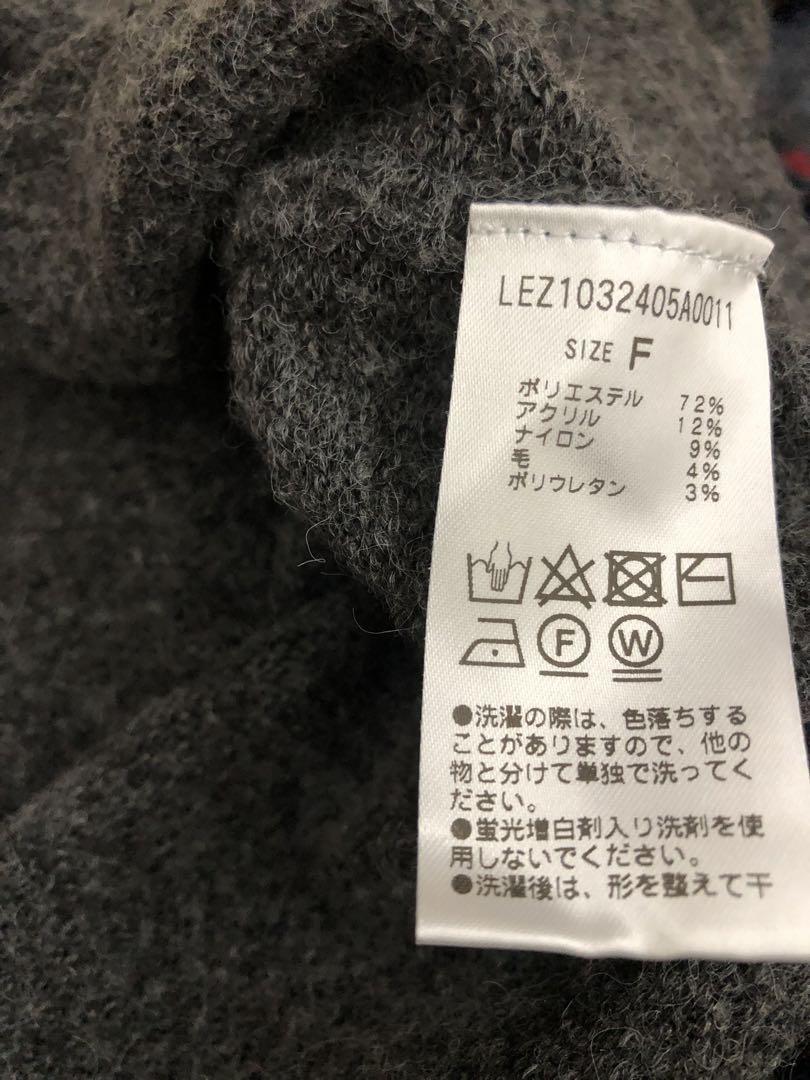 LEZ1032405A0011
SIZE F
ポリエステル 72%
アクリル 12%
ナイロン 9%
毛 4%
ポリウレタン 3%
F W
●洗濯の際は、色落ちする
ことがありますので、他の
物と分けて単独で洗ってく
ださい。
●蛍光増白剤入り洗剤を使
用しないでください。
●洗濯後は、形を整えて干